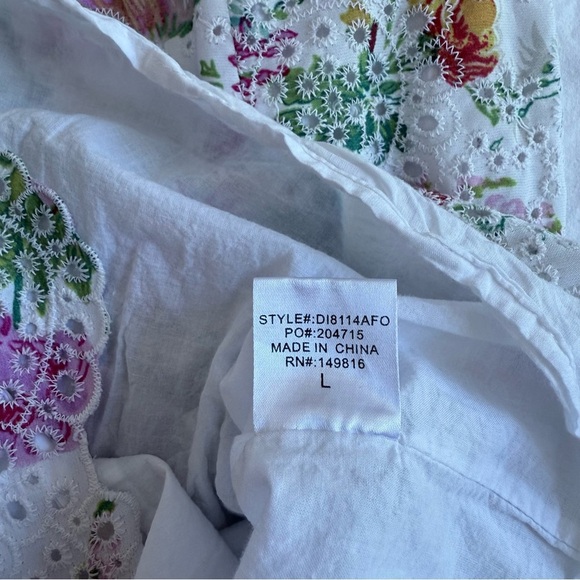 STYLE#:DI8114AFO
PO#:204715
MADE IN CHINA
RN#:149816
L